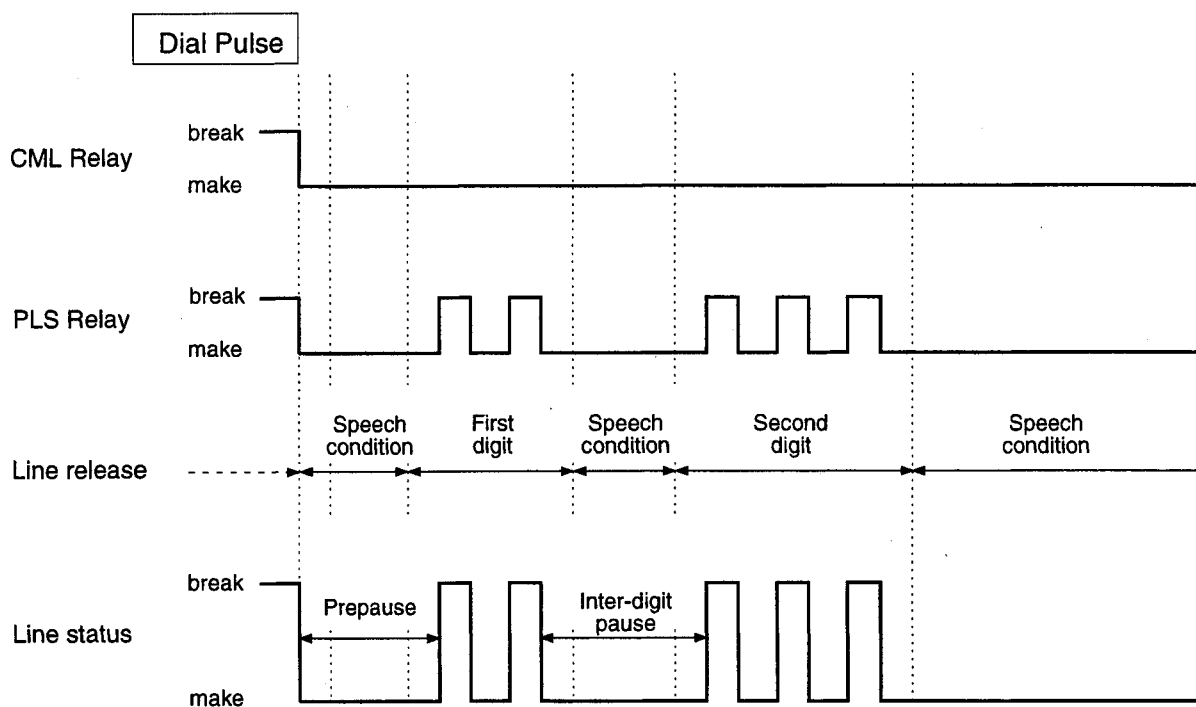 Dial Pulse
break
CML Relay
make
break
PLS Relay
make
Speech
condition
First
digit
Speech
condition
Second
digit
Speech
condition
Line release
break
Prepause
Inter-digit
pause
Line status
make